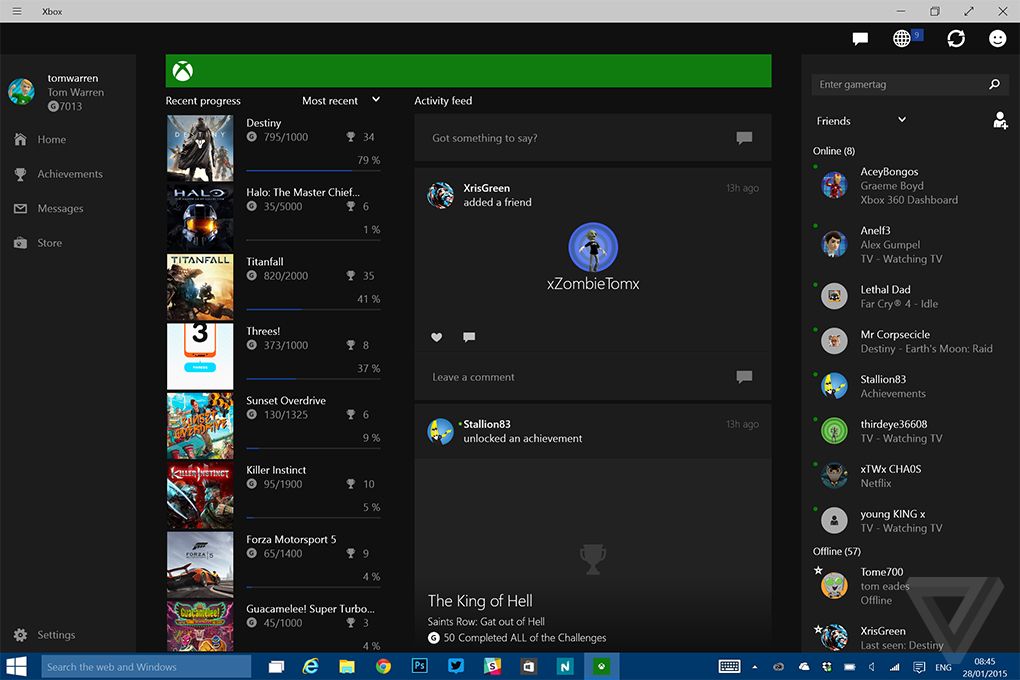 Xbox
9
tomwarren
Tom Warren
G 7013
Home
Achievements
Messages
Store
Settings
Recent progress
Most recent
DESTINY
Destiny
G 795/1000
34
79 %
HALO
Halo: The Master Chief...
G 35/5000
6
1 %
TITANFALL
Titanfall
G 820/2000
35
41 %
3
Threes!
G 373/1000
8
37 %
SUNSET OVERDRIVE
Sunset Overdrive
G 130/1325
6
9 %
KILLER INSTINCT
Killer Instinct
G 95/1900
10
5 %
FORZA
Forza Motorsport 5
G 65/1400
9
4 %
GUACAMELEE!
Guacamelee! Super Turbo...
G 45/1000
3
4 %
Activity feed
Got something to say?
XrisGreen
13h ago
added a friend
xZombieTomx
Leave a comment
Stallion83
13h ago
unlocked an achievement
The King of Hell
Saints Row: Gat out of Hell
G 50 Completed ALL of the Challenges
Enter gamertag
Friends
Online (8)
AceyBongos
Graeme Boyd
Xbox 360 Dashboard
Anelf3
Alex Gumpel
TV - Watching TV
Lethal Dad
Far Cry® 4 - Idle
Mr Corpsecicle
Destiny - Earth's Moon: Raid
Stallion83
Achievements
thirdeye36608
TV - Watching TV
xTWx CHA0S
Netflix
young KING x
TV - Watching TV
Offline (57)
Tome700
tom eades
Offline
XrisGreen
Last seen: Destiny
Search the web and Windows
Ps
S
N
ENG
08:45
28/01/2015